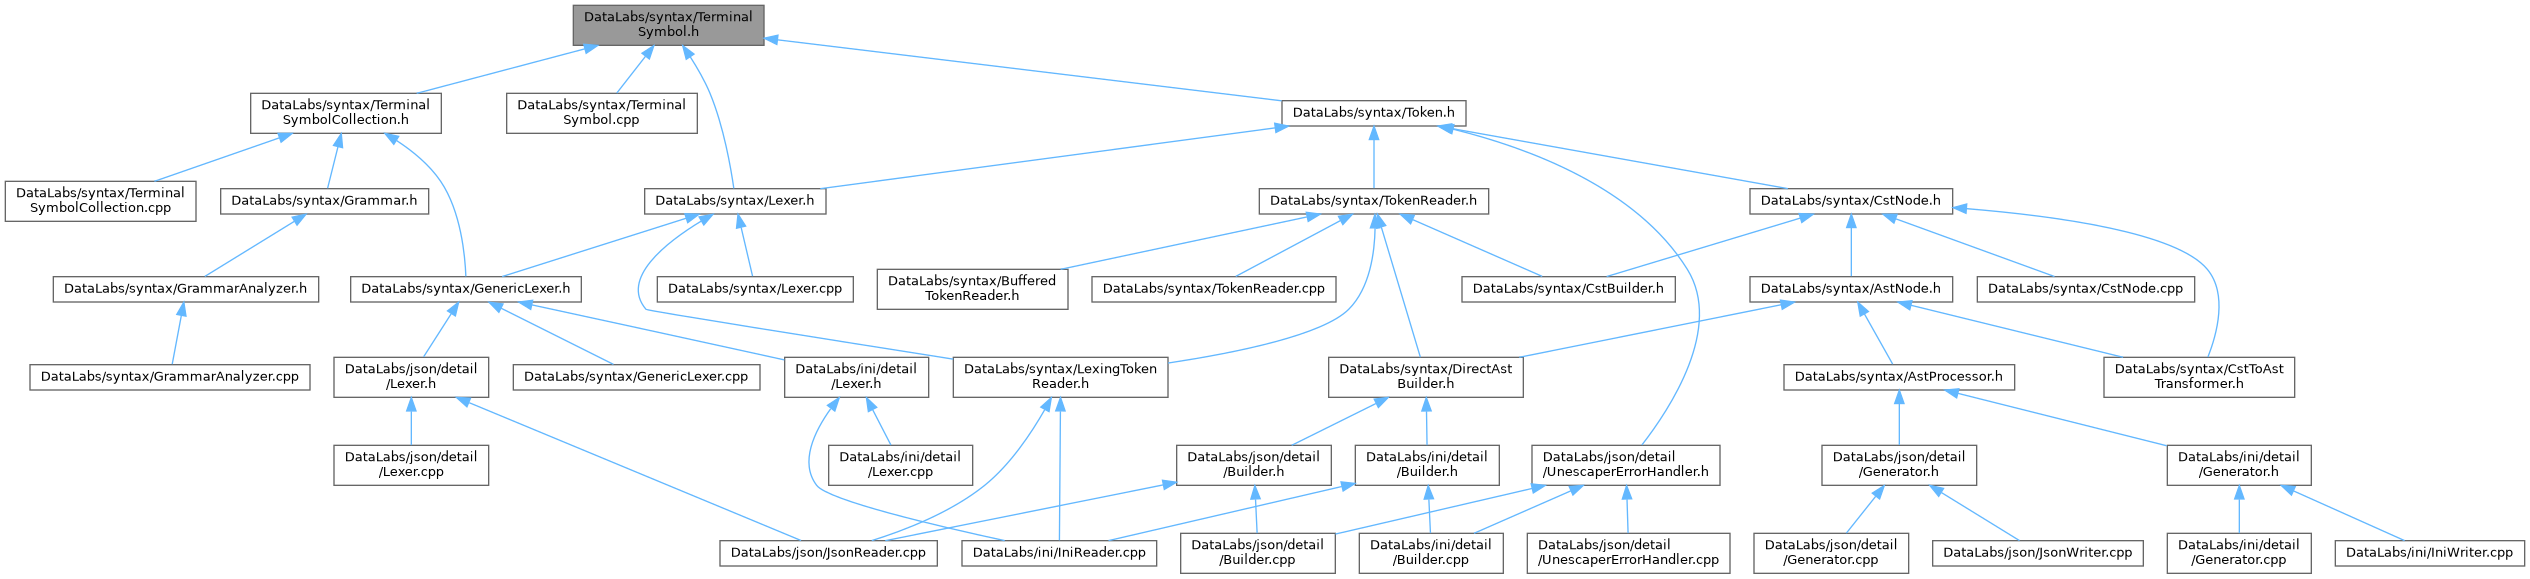 DataLabs/syntax/Terminal
Symbol.h
DataLabs/syntax/Terminal
SymbolCollection.h
DataLabs/syntax/Terminal
Symbol.cpp
DataLabs/syntax/Token.h
DataLabs/syntax/Terminal
SymbolCollection.cpp
DataLabs/syntax/Grammar.h
DataLabs/syntax/Lexer.h
DataLabs/syntax/TokenReader.h
DataLabs/syntax/CstNode.h
DataLabs/syntax/GrammarAnalyzer.h
DataLabs/syntax/GenericLexer.h
DataLabs/syntax/Lexer.cpp
DataLabs/syntax/Buffered
TokenReader.h
DataLabs/syntax/TokenReader.cpp
DataLabs/syntax/CstBuilder.h
DataLabs/syntax/AstNode.h
DataLabs/syntax/CstNode.cpp
DataLabs/syntax/GrammarAnalyzer.cpp
DataLabs/json/detail
/Lexer.h
DataLabs/syntax/GenericLexer.cpp
DataLabs/ini/detail
/Lexer.h
DataLabs/syntax/LexingToken
Reader.h
DataLabs/syntax/DirectAst
Builder.h
DataLabs/syntax/AstProcessor.h
DataLabs/syntax/CstToAst
Transformer.h
DataLabs/json/detail
/Lexer.cpp
DataLabs/ini/detail
/Lexer.cpp
DataLabs/json/detail
/Builder.h
DataLabs/ini/detail
/Builder.h
DataLabs/json/detail
/UnescaperErrorHandler.h
DataLabs/json/detail
/Generator.h
DataLabs/ini/detail
/Generator.h
DataLabs/json/JsonReader.cpp
DataLabs/ini/IniReader.cpp
DataLabs/json/detail
/Builder.cpp
DataLabs/ini/detail
/Builder.cpp
DataLabs/json/detail
/UnescaperErrorHandler.cpp
DataLabs/json/detail
/Generator.cpp
DataLabs/json/JsonWriter.cpp
DataLabs/ini/detail
/Generator.cpp
DataLabs/ini/IniWriter.cpp